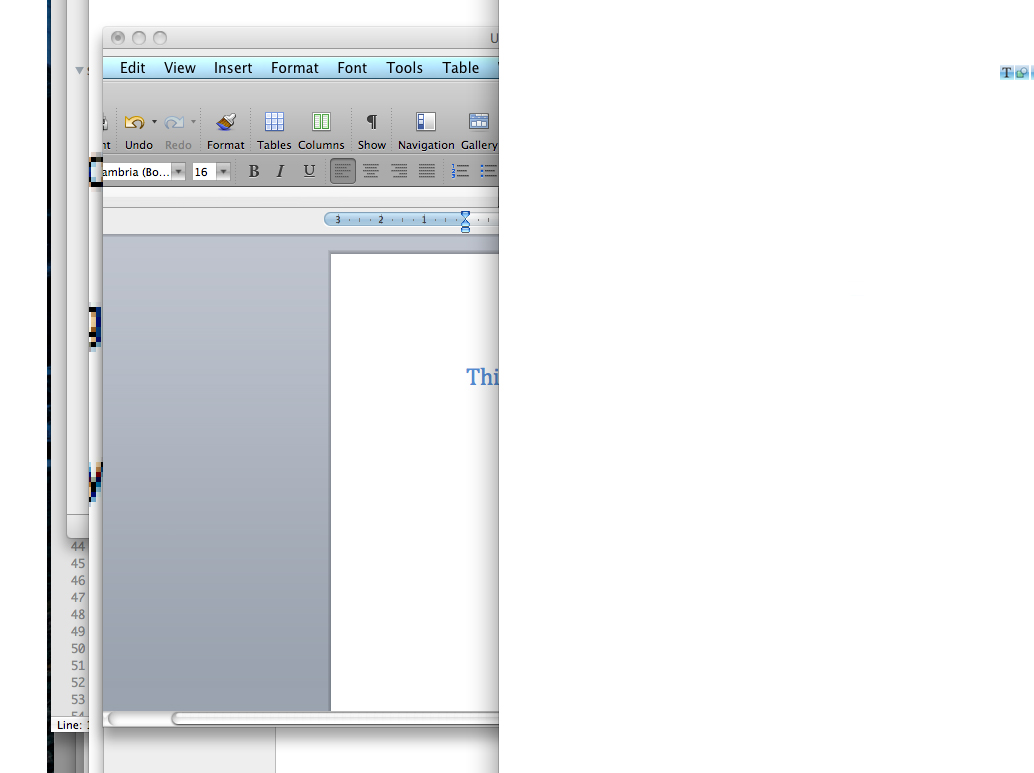 U
Edit View Insert Format Font Tools Table
T
nt Undo Redo Format Tables Columns Show Navigation Gallery
ambria (Bo... 16 B I U
3 2 1
Thi
44
45
46
47
48
49
50
51
52
53
54
Line: